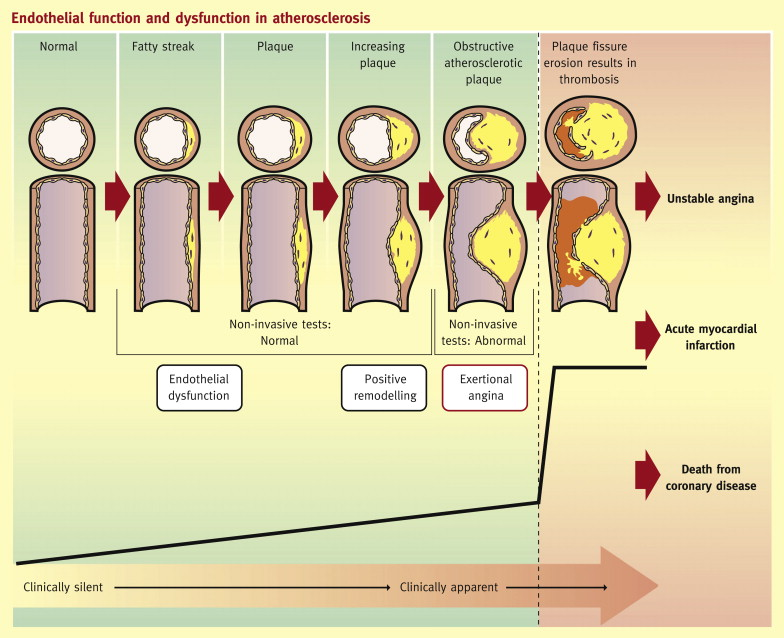 Endothelial function and dysfunction in atherosclerosis
Normal
Fatty streak
Plaque
Increasing
plaque
Obstructive
atherosclerotic
plaque
Plaque fissure
erosion results in
thrombosis
Unstable angina
Non-invasive tests:
Normal
Non-invasive
tests: Abnormal
Acute myocardial
infarction
Endothelial
dysfunction
Positive
remodelling
Exertional
angina
Death from
coronary disease
Clinically silent
Clinically apparent